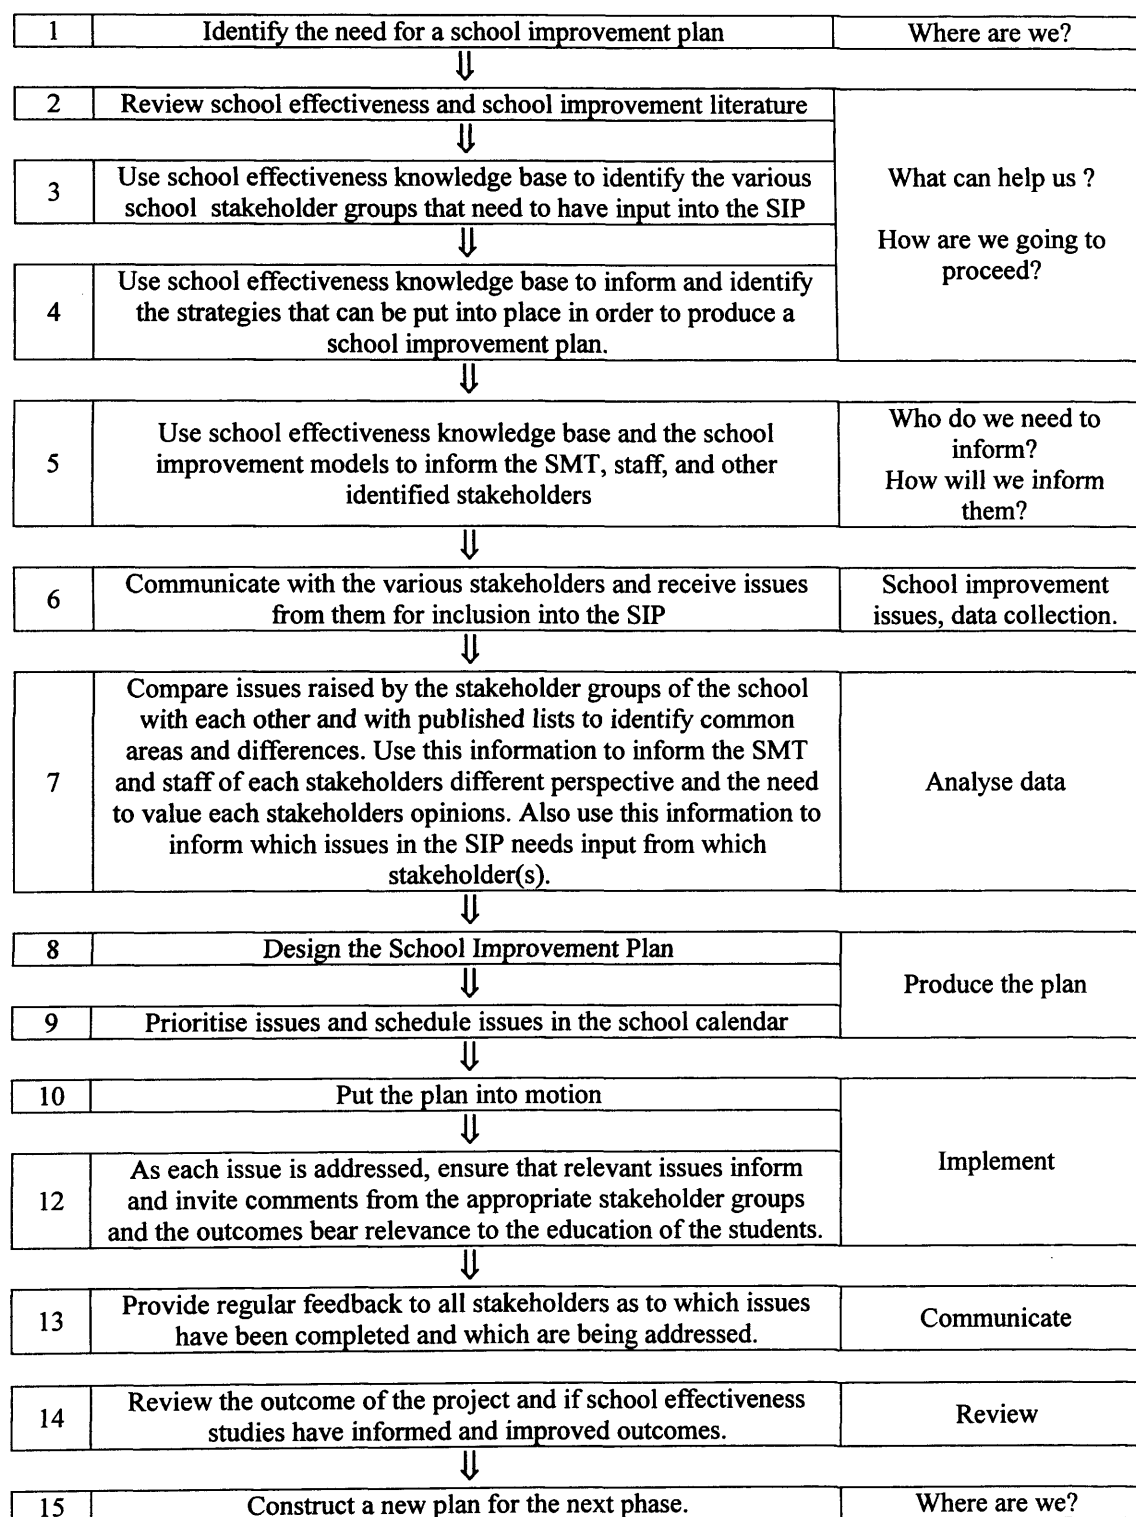 1 Identify the need for a school improvement plan Where are we?
⇓
2 Review school effectiveness and school improvement literature
⇓
3 Use school effectiveness knowledge base to identify the various
school stakeholder groups that need to have input into the SIP
⇓
4 Use school effectiveness knowledge base to inform and identify
the strategies that can be put into place in order to produce a
school improvement plan.
What can help us ?
How are we going to
proceed?
⇓
5 Use school effectiveness knowledge base and the school
improvement models to inform the SMT, staff, and other
identified stakeholders
Who do we need to
inform?
How will we inform
them?
⇓
6 Communicate with the various stakeholders and receive issues
from them for inclusion into the SIP
School improvement
issues, data collection.
⇓
7 Compare issues raised by the stakeholder groups of the school
with each other and with published lists to identify common
areas and differences. Use this information to inform the SMT
and staff of each stakeholders different perspective and the need
to value each stakeholders opinions. Also use this information to
inform which issues in the SIP needs input from which
stakeholder(s).
Analyse data
⇓
8 Design the School Improvement Plan
⇓
9 Prioritise issues and schedule issues in the school calendar
Produce the plan
⇓
10 Put the plan into motion
⇓
12 As each issue is addressed, ensure that relevant issues inform
and invite comments from the appropriate stakeholder groups
and the outcomes bear relevance to the education of the students.
Implement
⇓
13 Provide regular feedback to all stakeholders as to which issues
have been completed and which are being addressed.
Communicate
14 Review the outcome of the project and if school effectiveness
studies have informed and improved outcomes.
Review
⇓
15 Construct a new plan for the next phase. Where are we?